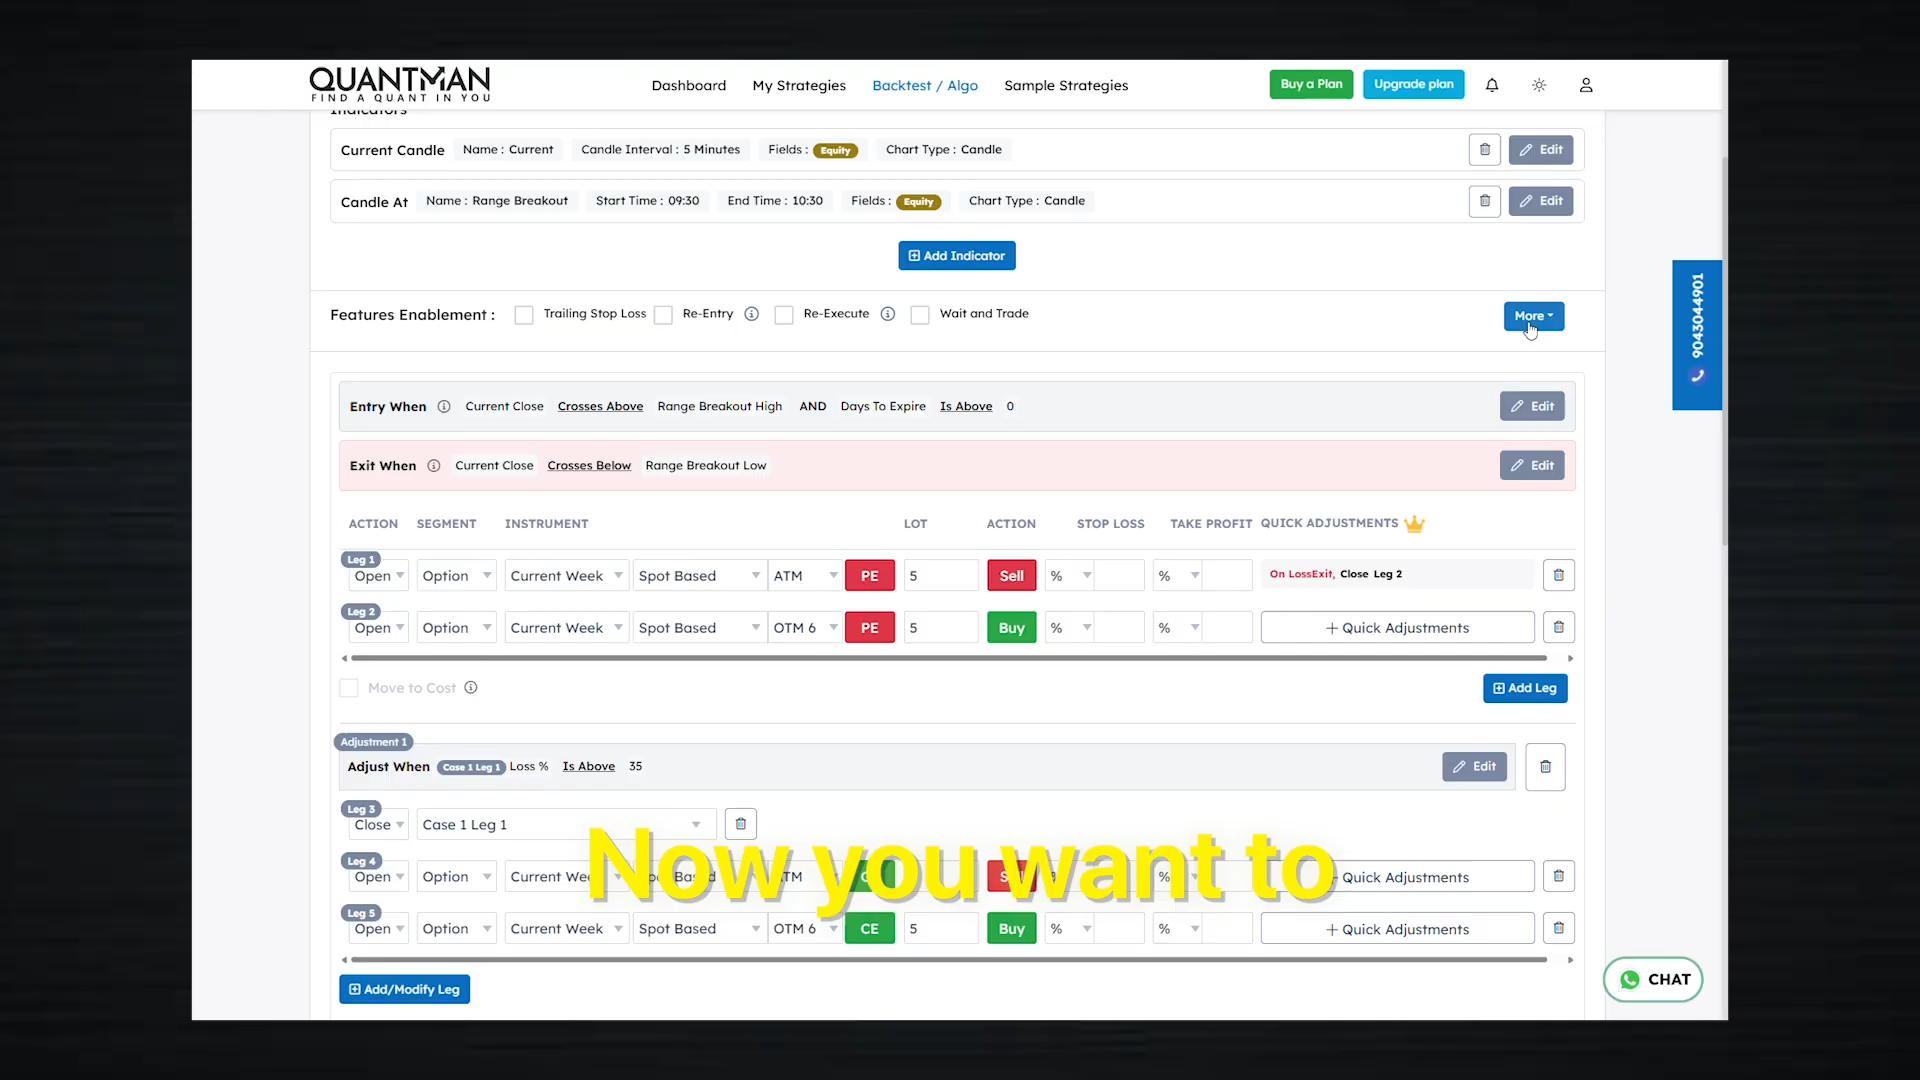 QUANTMAN
FIND A QUANT IN YOU
Dashboard My Strategies Backtest / Algo Sample Strategies Buy a Plan Upgrade plan
Indicators
Current Candle Name : Current Candle Interval : 5 Minutes Fields : Equity Chart Type : Candle Edit
Candle At Name : Range Breakout Start Time : 09:30 End Time : 10:30 Fields : Equity Chart Type : Candle Edit
Add Indicator
9043044901
Features Enablement : Trailing Stop Loss Re-Entry Re-Execute Wait and Trade More
Entry When Current Close Crosses Above Range Breakout High AND Days To Expire Is Above 0 Edit
Exit When Current Close Crosses Below Range Breakout Low Edit
ACTION SEGMENT INSTRUMENT LOT ACTION STOP LOSS TAKE PROFIT QUICK ADJUSTMENTS
Leg 1
Open Option Current Week Spot Based ATM PE 5 Sell % % On LossExit, Close Leg 2
Leg 2
Open Option Current Week Spot Based OTM 6 PE 5 Buy % % + Quick Adjustments
Move to Cost Add Leg
Adjustment 1
Adjust When Case 1 Leg 1 Loss % Is Above 35 Edit
Leg 3
Close Case 1 Leg 1
Now you want to
Leg 4
Open Option Current % Quick Adjustments
Leg 5
Open Option Current Week Spot Based OTM 6 CE 5 Buy % % + Quick Adjustments
Add/Modify Leg
CHAT